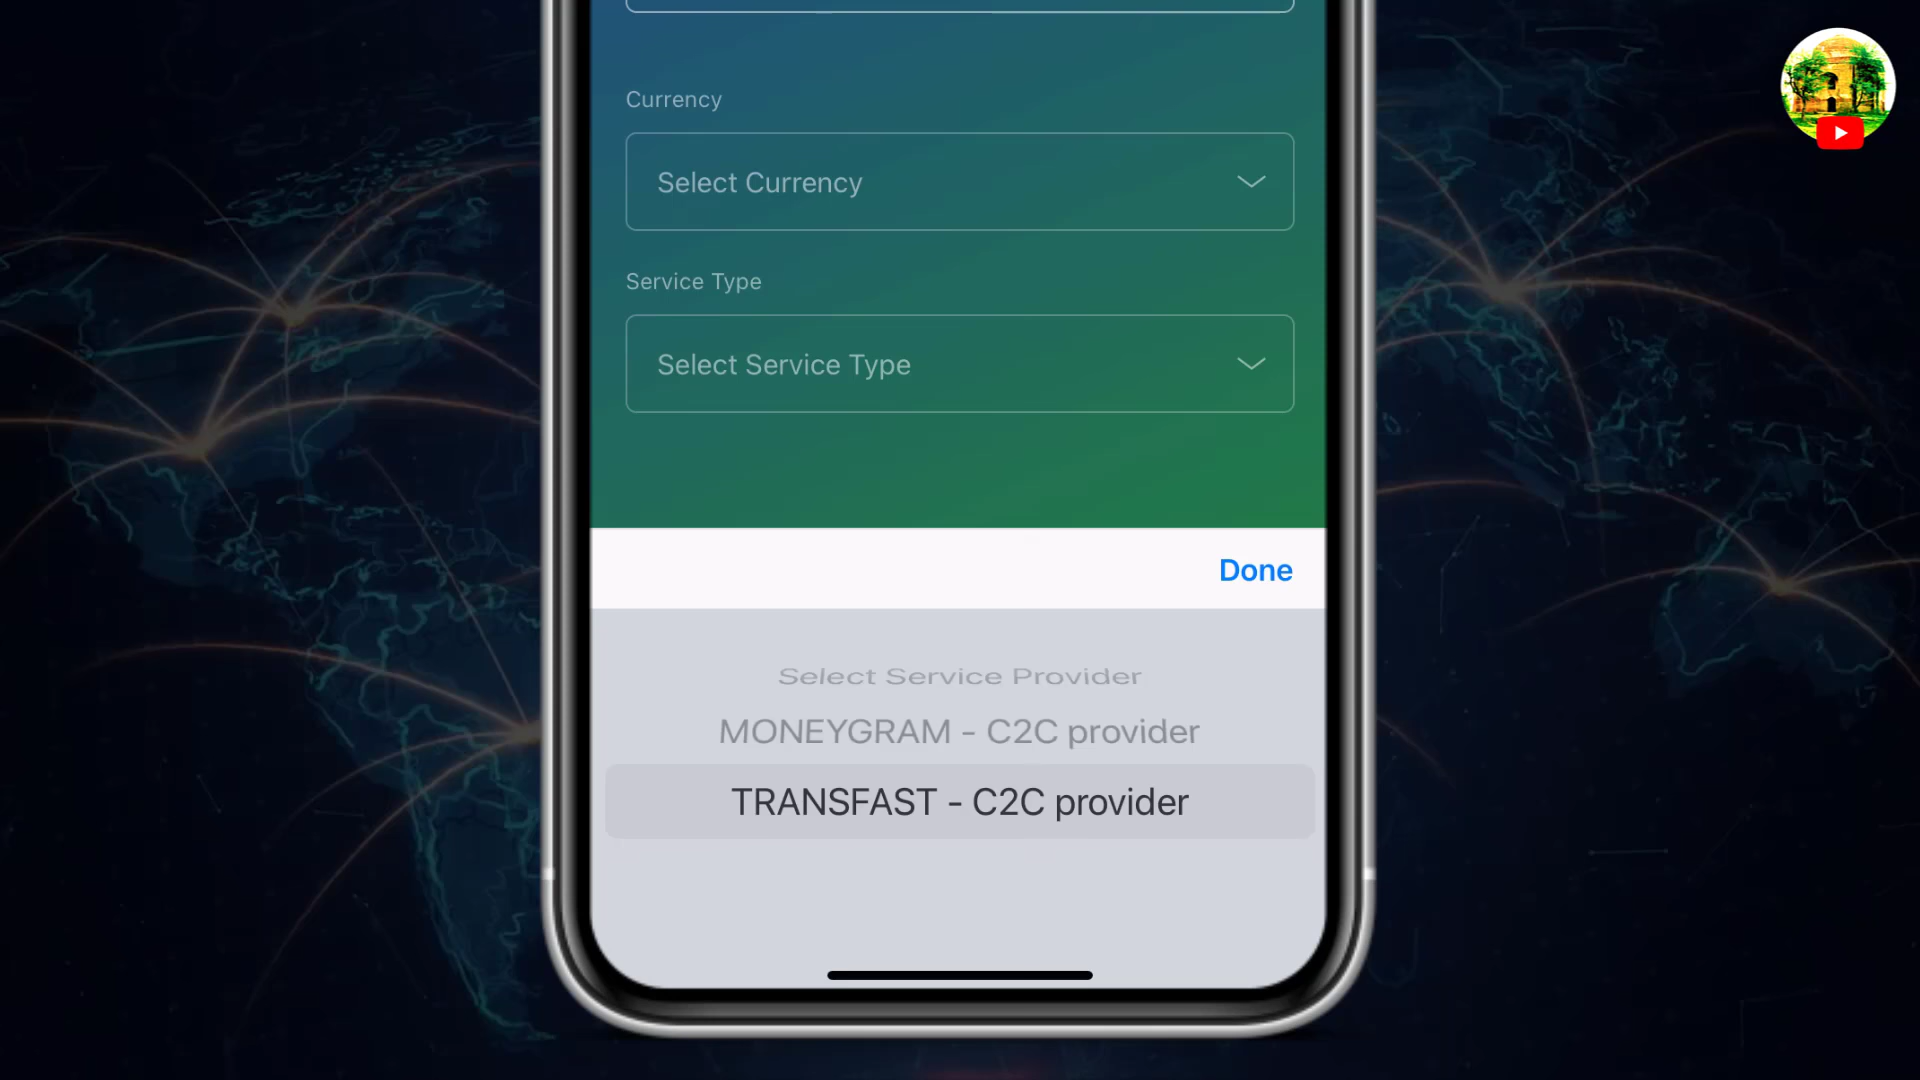 Currency
Select Currency
Service Type
Select Service Type
Done
Select Service Provider
MONEYGRAM - C2C provider
TRANSFAST - C2C provider